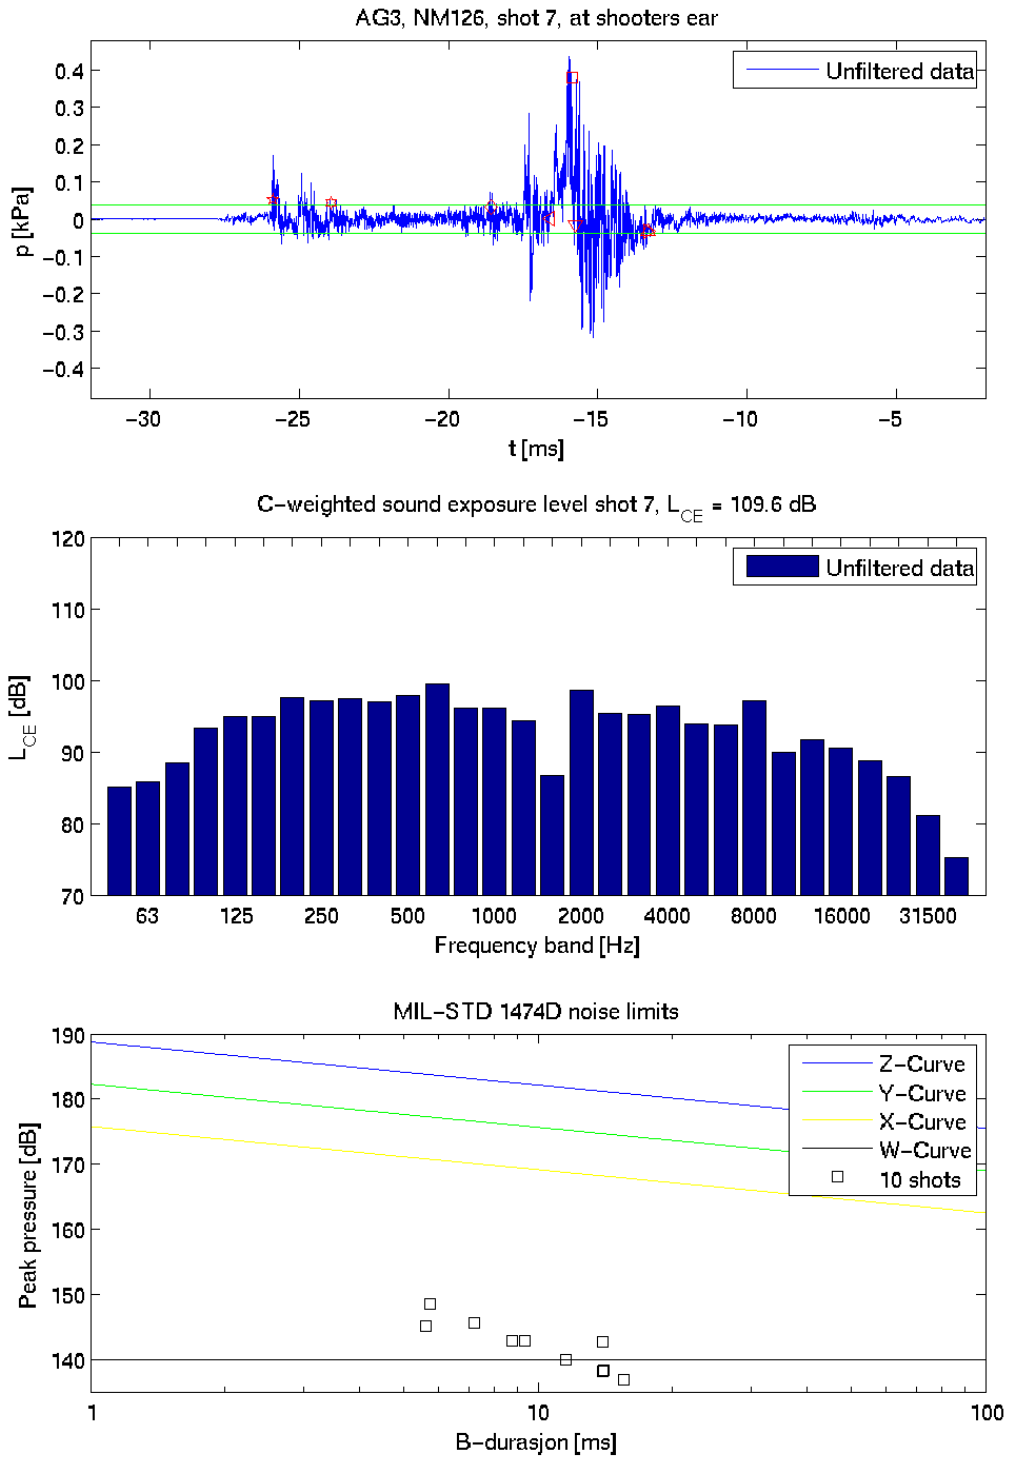 AG3, NM126, shot 7, at shooters ear
Unfiltered data
0.4
0.3
0.2
0.1
0
−0.1
−0.2
−0.3
−0.4
p [kPa]
−30 −25 −20 −15 −10 −5
t [ms]
C−weighted sound exposure level shot 7, L_CE = 109.6 dB
Unfiltered data
120
110
100
90
80
70
L_CE [dB]
63 125 250 500 1000 2000 4000 8000 16000 31500
Frequency band [Hz]
MIL−STD 1474D noise limits
Z−Curve
Y−Curve
X−Curve
W−Curve
10 shots
190
180
170
160
150
140
Peak pressure [dB]
1 10 100
B−durasjon [ms]